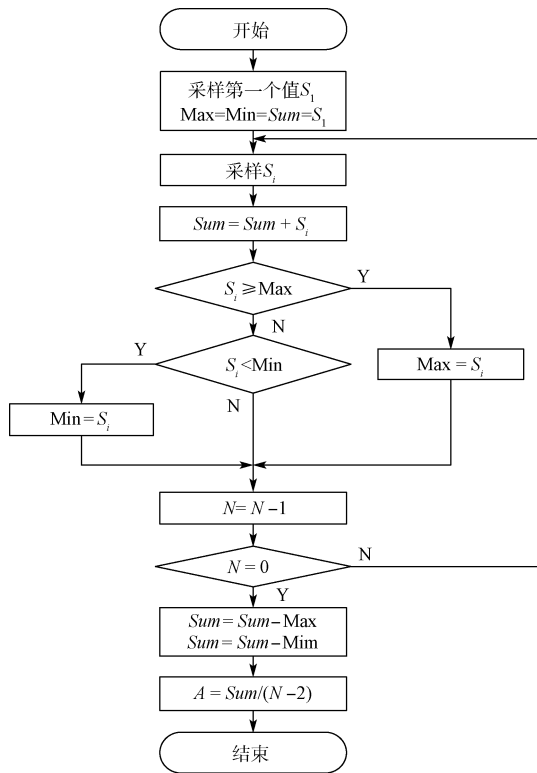 开始
采样第一个值S₁
Max=Min=Sum=S₁
采样Sᵢ
Sum=Sum+Sᵢ
Sᵢ≥Max
Y
N
Y
Sᵢ<Min
Max=Sᵢ
N
Min=Sᵢ
N=N-1
N=0
N
Y
Sum=Sum-Max
Sum=Sum-Mim
A=Sum/(N-2)
结束